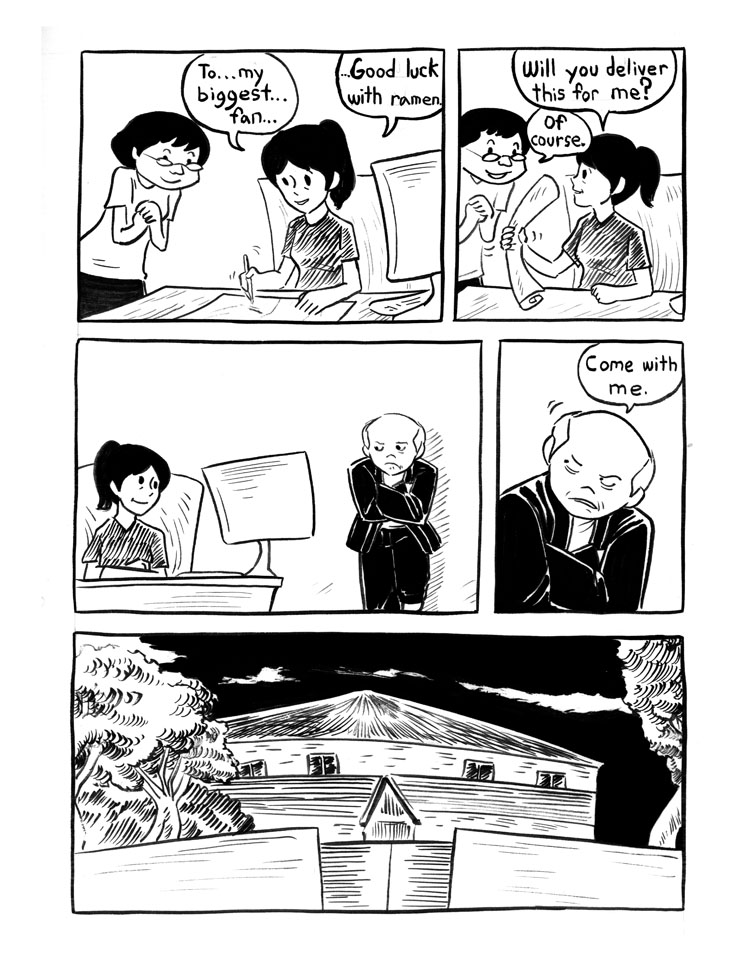 To...my
biggest...
fan...
...Good luck
with ramen.
Will you deliver
this for me?
Of
course.
Come with
me.